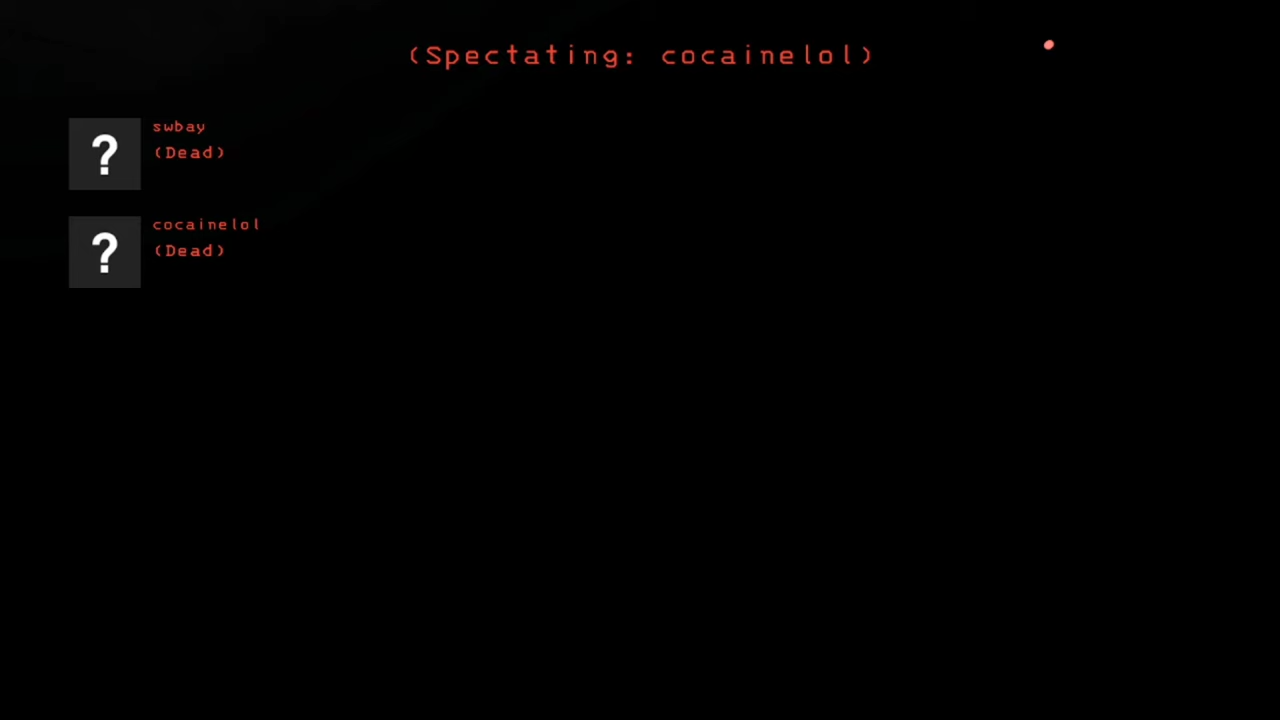 (Spectating: cocainelol)
swbay
(Dead)
?
cocainelol
(Dead)
?